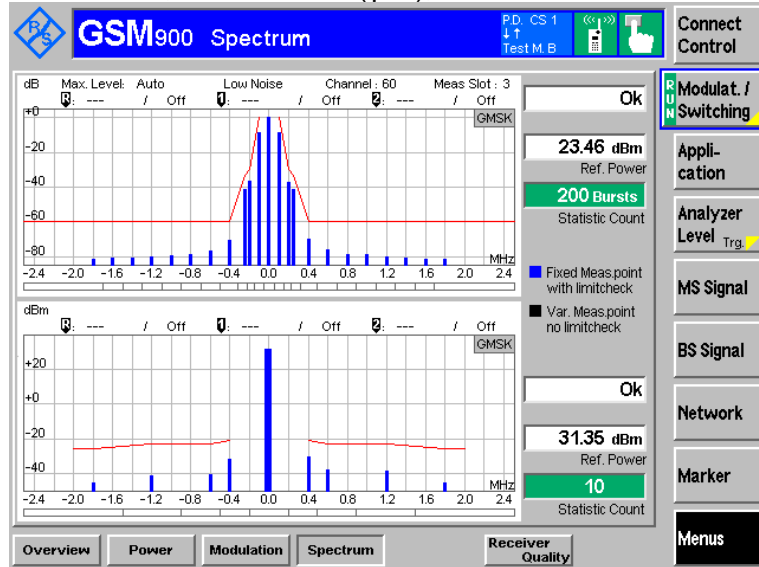 R/S
GSM900 Spectrum
P.D. CS 1
↓↑
Test M. B
Connect Control
dB Max. Level: Auto Low Noise Channel : 60 Meas Slot : 3
R: --- / Off 1: --- / Off 2: --- / Off
GMSK
+0
-20
-40
-60
-80
MHz
-2.4 -2.0 -1.6 -1.2 -0.8 -0.4 0.0 0.4 0.8 1.2 1.6 2.0 2.4
Ok
23.46 dBm
Ref. Power
200 Bursts
Statistic Count
Fixed Meas.point
with limitcheck
Var. Meas.point
no limitcheck
dBm
R: --- / Off 1: --- / Off 2: --- / Off
GMSK
+20
+0
-20
-40
MHz
-2.4 -2.0 -1.6 -1.2 -0.8 -0.4 0.0 0.4 0.8 1.2 1.6 2.0 2.4
Ok
31.35 dBm
Ref. Power
10
Statistic Count
RUN
Modulat. /
Switching
Appli-
cation
Analyzer
Level Trg.
MS Signal
BS Signal
Network
Marker
Menus
Overview Power Modulation Spectrum Receiver
Quality